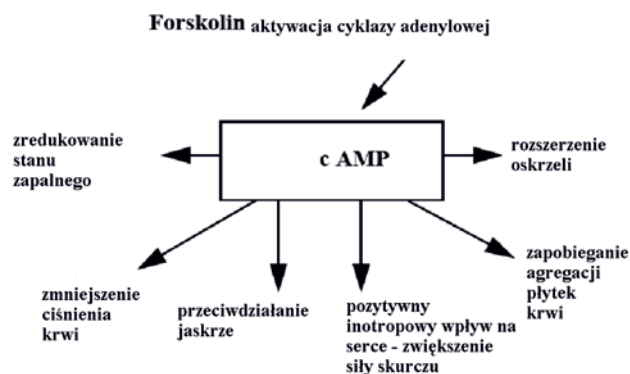 Forskolin aktywacja cyklazy adenylowej
c AMP
zredukowanie
stanu
zapalnego
rozszerzenie
oskrzeli
zmniejszenie
ciśnienia
krwi
przeciwdziałanie
jaskrze
pozytywny
inotropowy wpływ na
serce - zwiększenie
siły skurczu
zapobieganie
agregacji
płytek
krwi